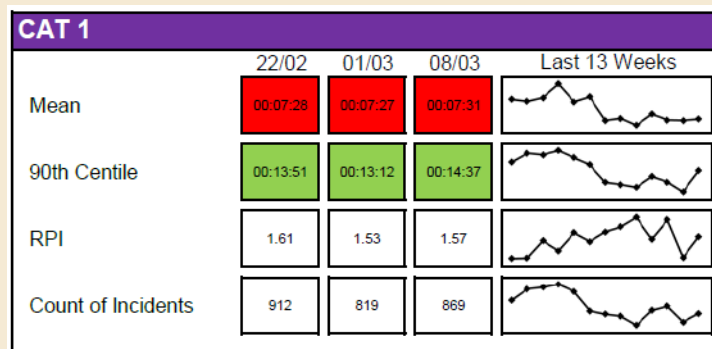 CAT 1
22/02 01/03 08/03 Last 13 Weeks
Mean 00:07:28 00:07:27 00:07:31
90th Centile 00:13:51 00:13:12 00:14:37
RPI 1.61 1.53 1.57
Count of Incidents 912 819 869